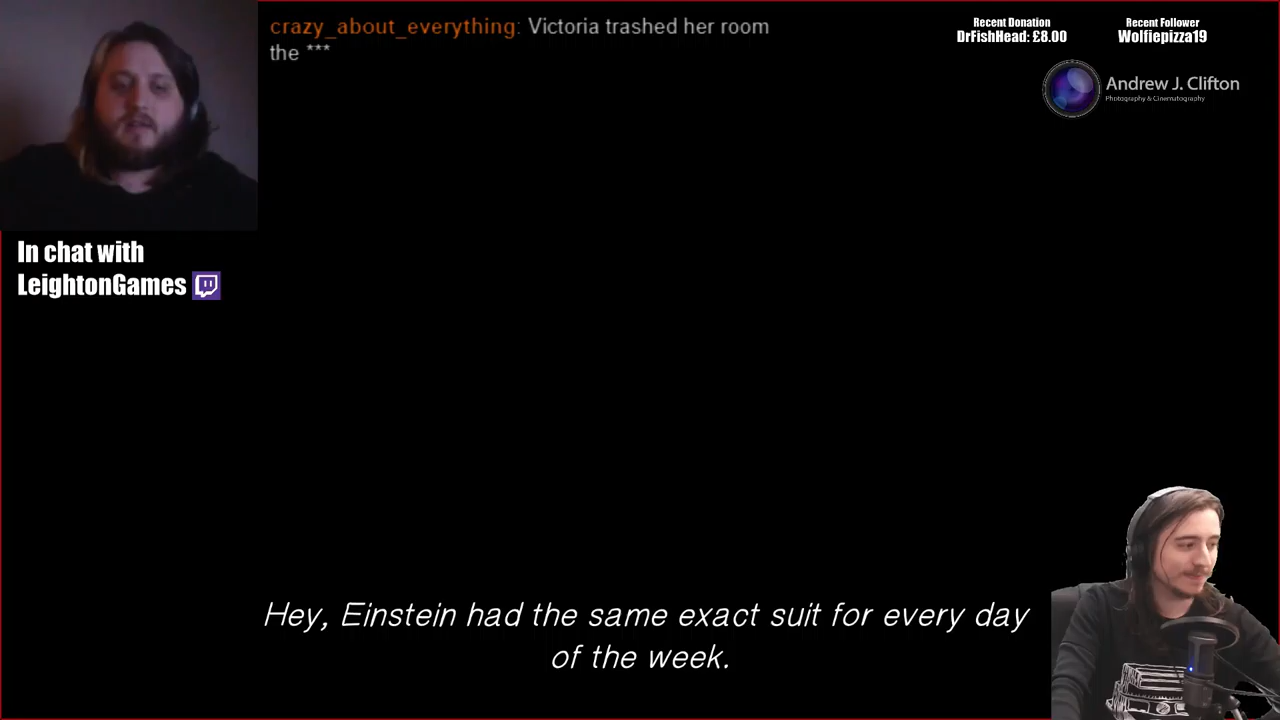 crazy_about_everything: Victoria trashed her room
the ***
Recent Donation
DrFishHead: £8.00
Recent Follower
Wolfiepizza19
Andrew J. Clifton
Photography & Cinematography
In chat with
LeightonGames
Hey, Einstein had the same exact suit for every day
of the week.